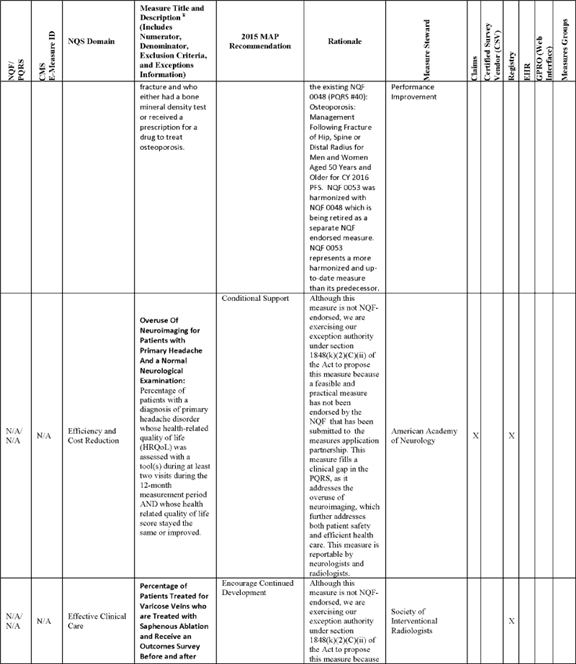 NQF/
PQRS
CMS
E-Measure ID
NQS Domain
Measure Title and
Description ¥
(Includes
Numerator,
Denominator,
Exclusion Criteria,
and Exceptions
Information)
2015 MAP
Recommendation
Rationale
Measure Steward
Claims
Certified Survey
Vendor (CSV)
Registry
EHR
GPRO (Web
Interface)
Measures Groups
fracture and who
either had a bone
mineral density test
or received a
prescription for a
drug to treat
osteoporosis.
the existing NQF
0048 (PQRS #40):
Osteoporosis:
Management
Following Fracture
of Hip, Spine or
Distal Radius for
Men and Women
Aged 50 Years and
Older for CY 2016
PFS. NQF 0053 was
harmonized with
NQF 0048 which is
being retired as a
separate NQF
endorsed measure.
NQF 0053
represents a more
harmonized and up-
to-date measure
than its predecessor.
Performance
Improvement
N/A/
N/A
N/A
Efficiency and
Cost Reduction
Overuse Of
Neuroimaging for
Patients with
Primary Headache
And a Normal
Neurological
Examination:
Percentage of
patients with a
diagnosis of primary
headache disorder
whose health-related
quality of life
(HRQoL) was
assessed with a
tool(s) during at least
two visits during the
12-month
measurement period
AND whose health
related quality of life
score stayed the
same or improved.
Conditional Support
Although this
measure is not NQF-
endorsed, we are
exercising our
exception authority
under section
1848(k)(2)(C)(ii) of
the Act to propose
this measure because
a feasible and
practical measure
has not been
endorsed by the
NQF that has been
submitted to the
measures application
partnership. This
measure fills a
clinical gap in the
PQRS, as it
addresses the
overuse of
neuroimaging, which
further addresses
both patient safety
and efficient health
care. This measure is
reportable by
neurologists and
radiologists.
American Academy
of Neurology
X
X
N/A/
N/A
N/A
Effective Clinical
Care
Percentage of
Patients Treated for
Varicose Veins who
are Treated with
Saphenous Ablation
and Receive an
Outcomes Survey
Before and after
Encourage Continued
Development
Although this
measure is not NQF-
endorsed, we are
exercising our
exception authority
under section
1848(k)(2)(C)(ii) of
the Act to propose
this measure because
Society of
Interventional
Radiologists
X